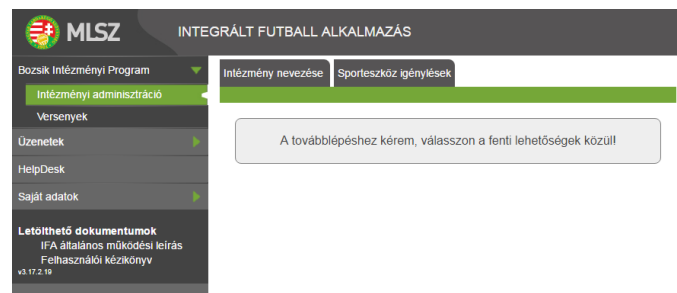 MLSZ
INTEGRÁLT FUTBALL ALKALMAZÁS
Bozsik Intézményi Program
Intézményi adminisztráció
Versenyek
Üzenetek
HelpDesk
Saját adatok
Letölthető dokumentumok
IFA általános működési leírás
Felhasználói kézikönyv
v3.17.2.19
Intézmény nevezése
Sporteszköz igénylések
A továbblépéshez kérem, válasszon a fenti lehetőségek közül!